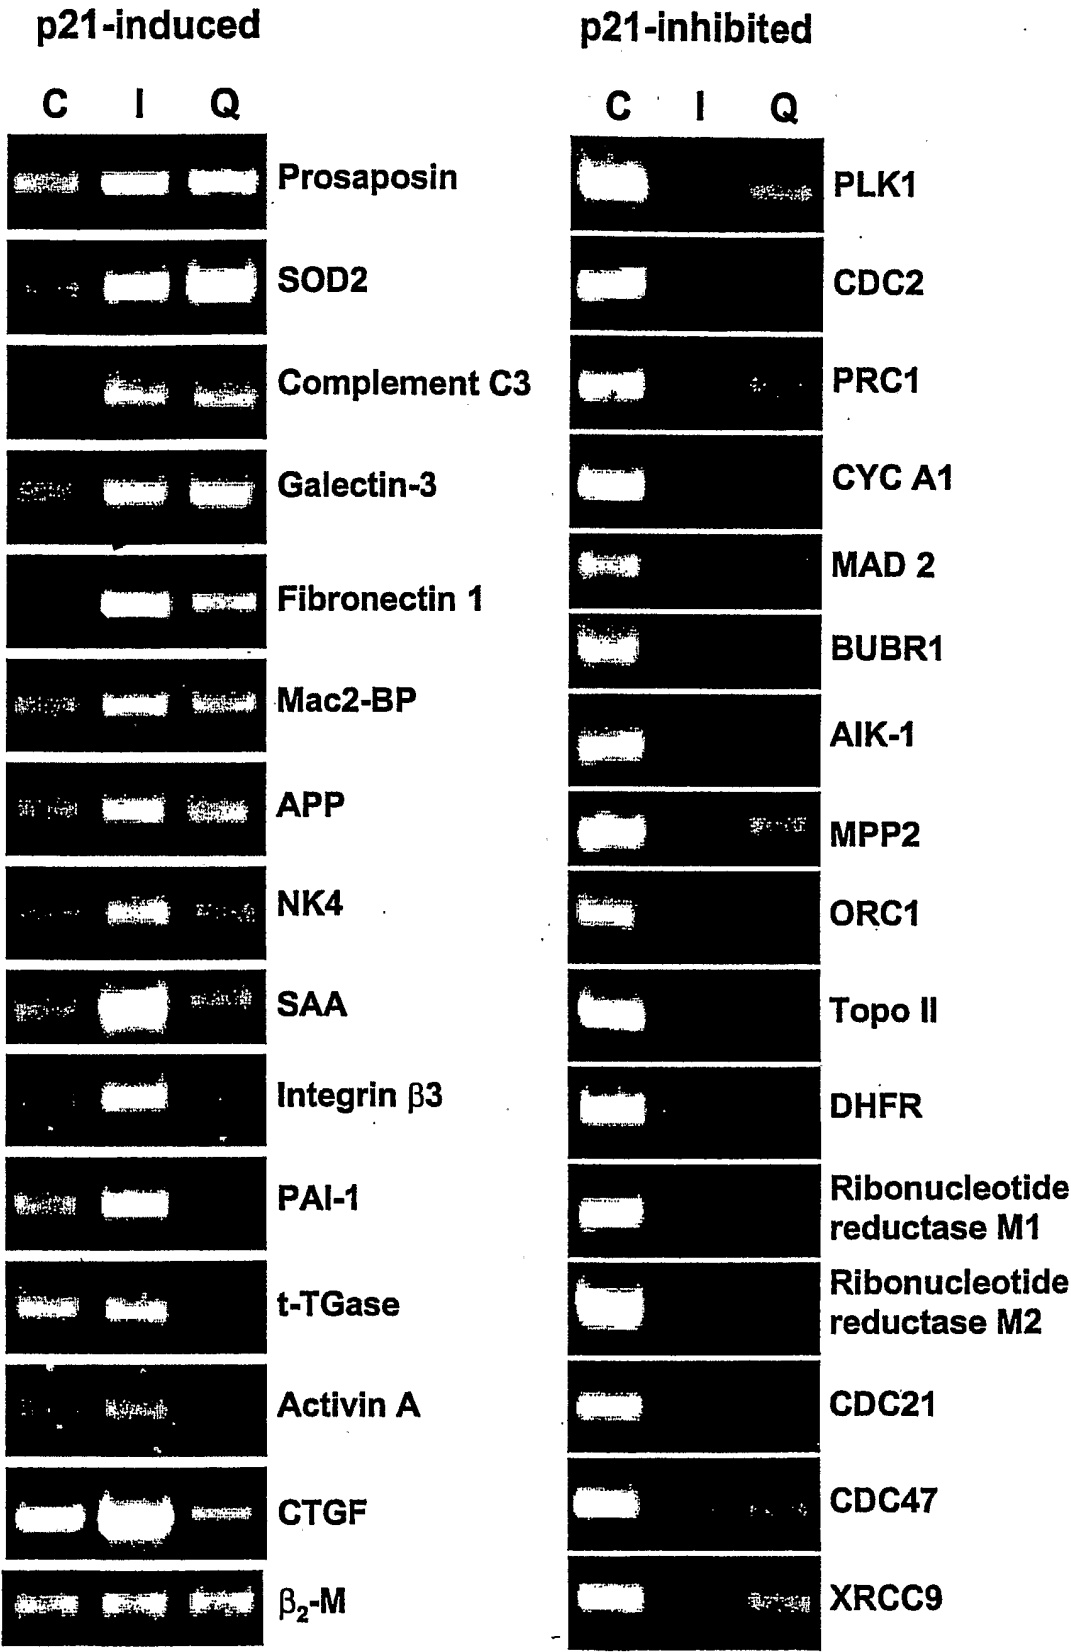 p21-induced
C I Q
Prosaposin
SOD2
Complement C3
Galectin-3
Fibronectin 1
Mac2-BP
APP
NK4
SAA
Integrin β3
PAI-1
t-TGase
Activin A
CTGF
β₂-M
p21-inhibited
C I Q
PLK1
CDC2
PRC1
CYC A1
MAD 2
BUBR1
AIK-1
MPP2
ORC1
Topo II
DHFR
Ribonucleotide
reductase M1
Ribonucleotide
reductase M2
CDC21
CDC47
XRCC9